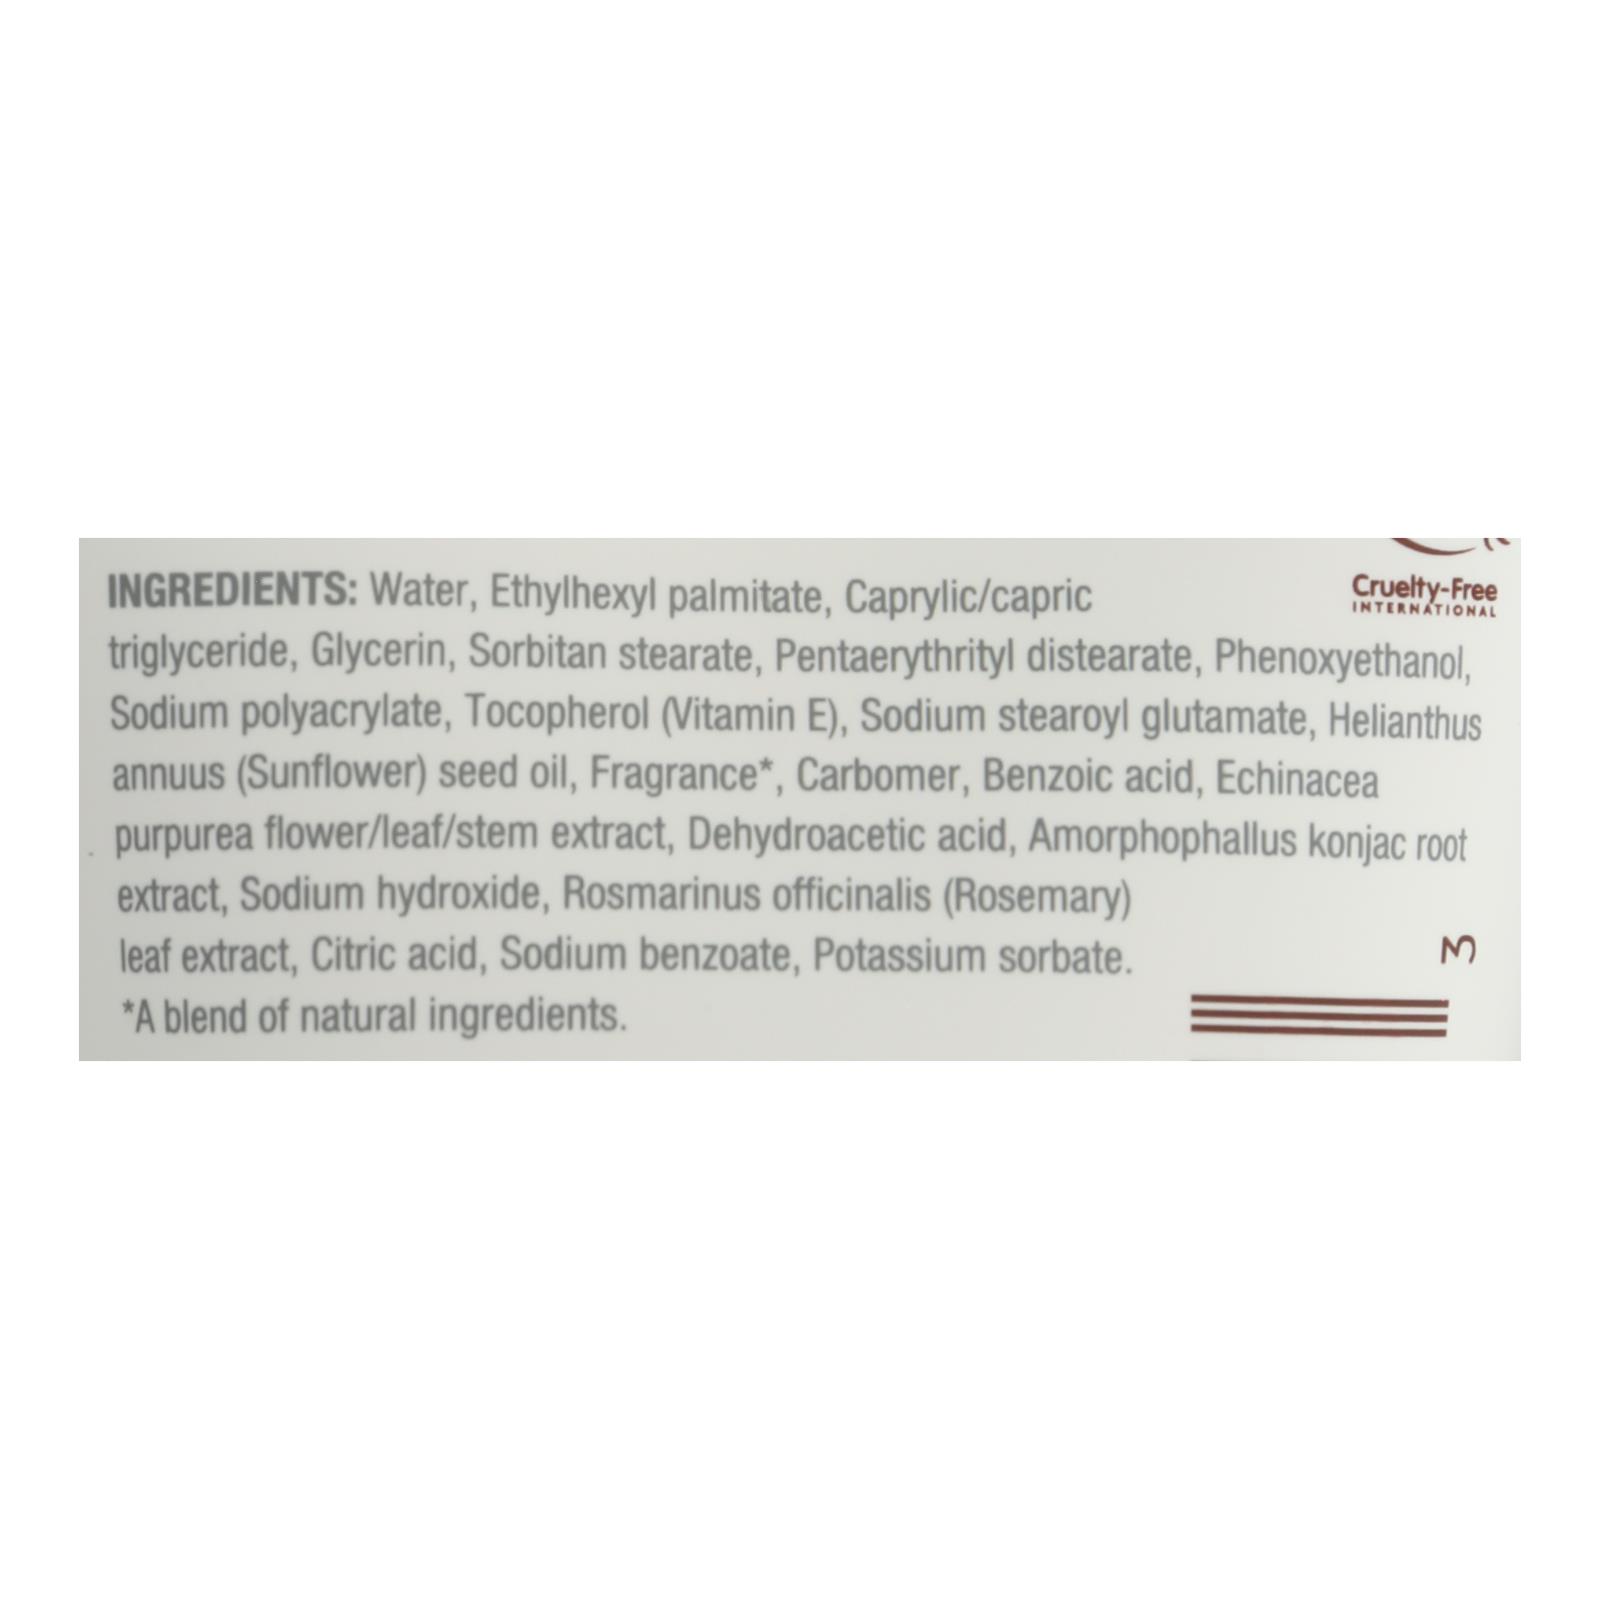 INGREDIENTS: Water, Ethylhexyl palmitate, Caprylic/capric
triglyceride, Glycerin, Sorbitan stearate, Pentaerythrityl distearate, Phenoxyethanol,
Sodium polyacrylate, Tocopherol (Vitamin E), Sodium stearoyl glutamate, Helianthus
annuus (Sunflower) seed oil, Fragrance*, Carbomer, Benzoic acid, Echinacea
purpurea flower/leaf/stem extract, Dehydroacetic acid, Amorphophallus konjac root
extract, Sodium hydroxide, Rosmarinus officinalis (Rosemary)
leaf extract, Citric acid, Sodium benzoate, Potassium sorbate.
*A blend of natural ingredients.
Cruelty-Free
INTERNATIONAL
3